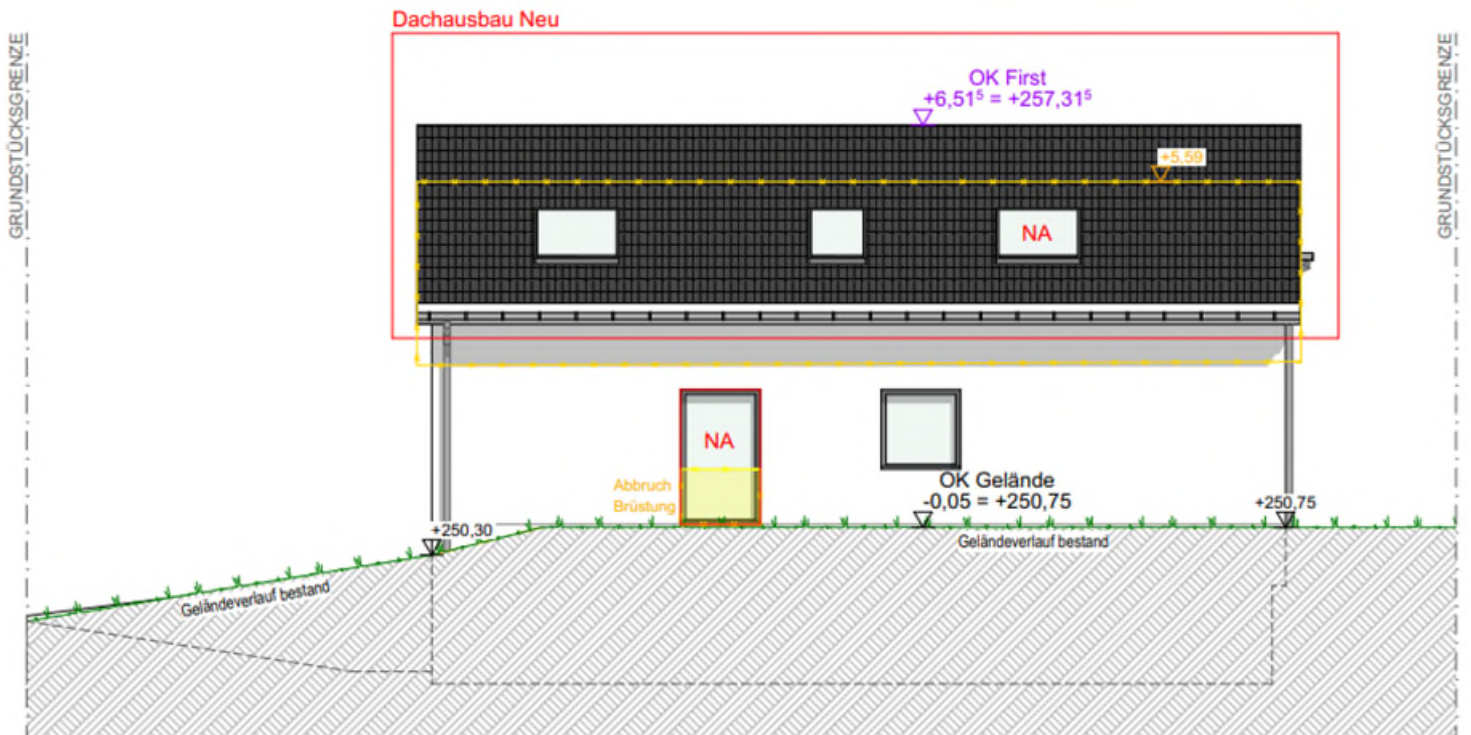 Dachausbau Neu
GRUNDSTÜCKSGRENZE
GRUNDSTÜCKSGRENZE
OK First
+6,51⁵ = +257,31⁵
+5,59
NA
NA
Abbruch
Brüstung
OK Gelände
-0,05 = +250,75
+250,75
+250,30
Geländeverlauf bestand
Geländeverlauf bestand